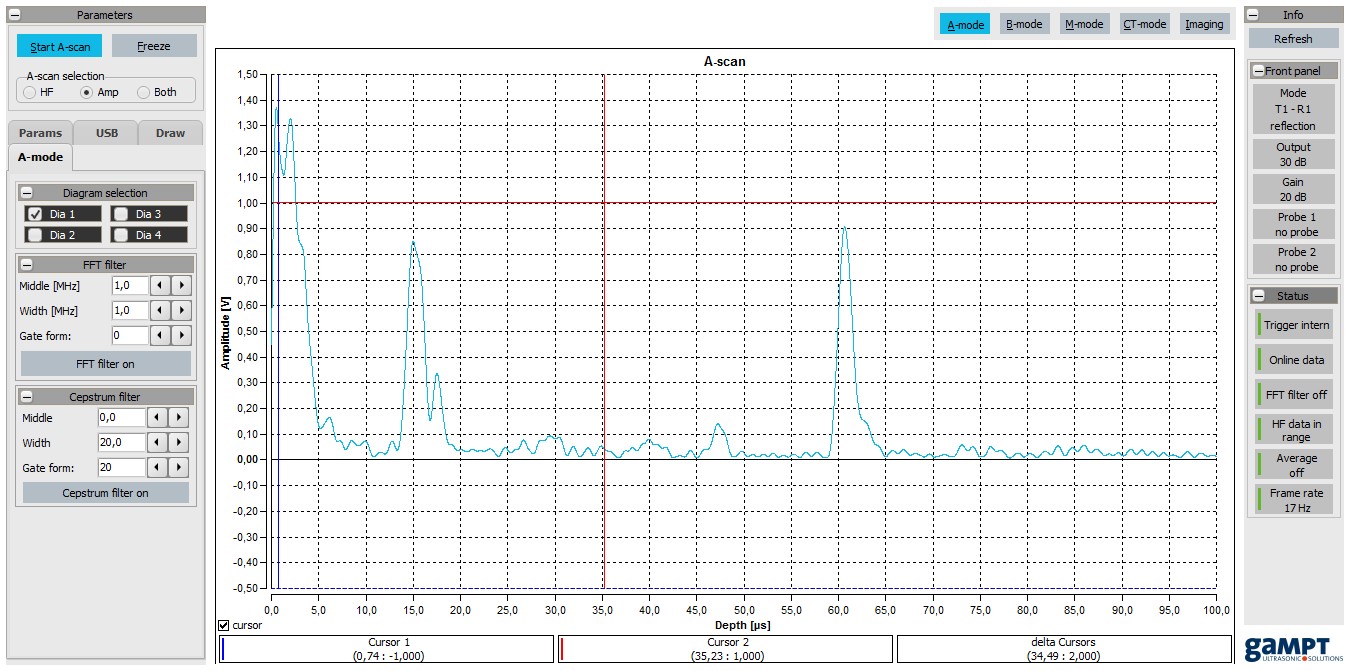 Parameters
Start A-scan
Freeze
A-scan selection
HF
Amp
Both
Params
USB
Draw
A-mode
Diagram selection
Dia 1
Dia 3
Dia 2
Dia 4
FFT filter
Middle [MHz]
1,0
Width [MHz]
1,0
Gate form:
0
FFT filter on
Cepstrum filter
Middle
0,0
Width
20,0
Gate form:
20
Cepstrum filter on
A-mode
B-mode
M-mode
CT-mode
Imaging
A-scan
1,50
1,40
1,30
1,20
1,10
1,00
0,90
0,80
0,70
0,60
0,50
0,40
0,30
0,20
0,10
0,00
-0,10
-0,20
-0,30
-0,40
-0,50
Amplitude [V]
0,0
5,0
10,0
15,0
20,0
25,0
30,0
35,0
40,0
45,0
50,0
55,0
60,0
65,0
70,0
75,0
80,0
85,0
90,0
95,0
100,0
Depth [µs]
cursor
Cursor 1
(0,74 : -1,000)
Cursor 2
(35,23 : 1,000)
delta Cursors
(34,49 : 2,000)
Info
Refresh
Front panel
Mode
T1 - R1
reflection
Output
30 dB
Gain
20 dB
Probe 1
no probe
Probe 2
no probe
Status
Trigger intern
Online data
FFT filter off
HF data in
range
Average
off
Frame rate
17 Hz
GAMPT
ULTRASONIC SOLUTIONS